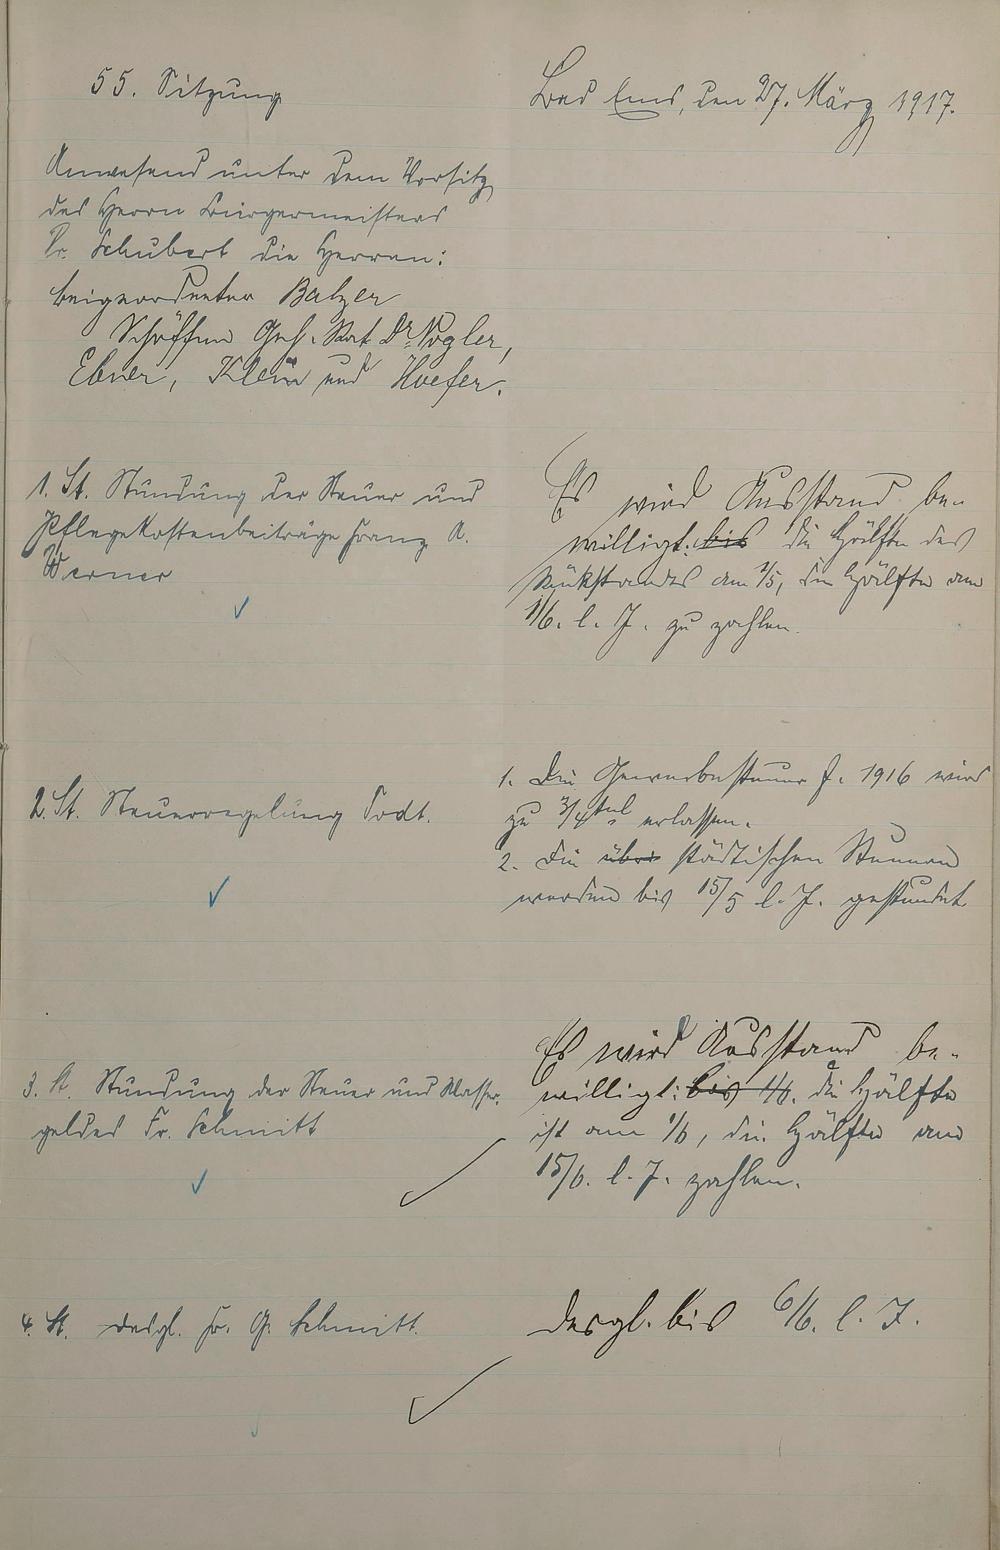 55. Sitzung
Bad Ems, den 27. März 1917.
Anwesend unter dem Vorsitz
des Herrn Bürgermeisters
Dr. Schubert die Herren:
Beigeordneter Balzer
Schöffen Geh. Rat Dr. Vogler,
Ebner, Klein und Hoefer.
1. St. Stundung der Steuer und
Pflegekostenbeiträge Franz A.
Werner
Es wird Ausstand be-
willigt: bis die Hälfte des
Rückstandes am 1/5, die Hälfte am
1/6. l. J. zu zahlen.
2. St. Steuerregelung Todt.
1. Die Gewerbesteuer f. 1916 wird
zu 3/4tel erlassen.
2. Die übri städtischen Steuern
werden bis 15/5 l. J. gestundet
3. St. Stundung der Steuer und Wasser-
geldes Fr. Schmitt
Es wird Ausstand be-
willigt: bis 1/6. die Hälfte
ist am 1/6, die Hälfte am
15/6. l. J. zahlen.
4. St. desgl. Fr. G. Schmitt.
desgl. bis 6/6. l. J.